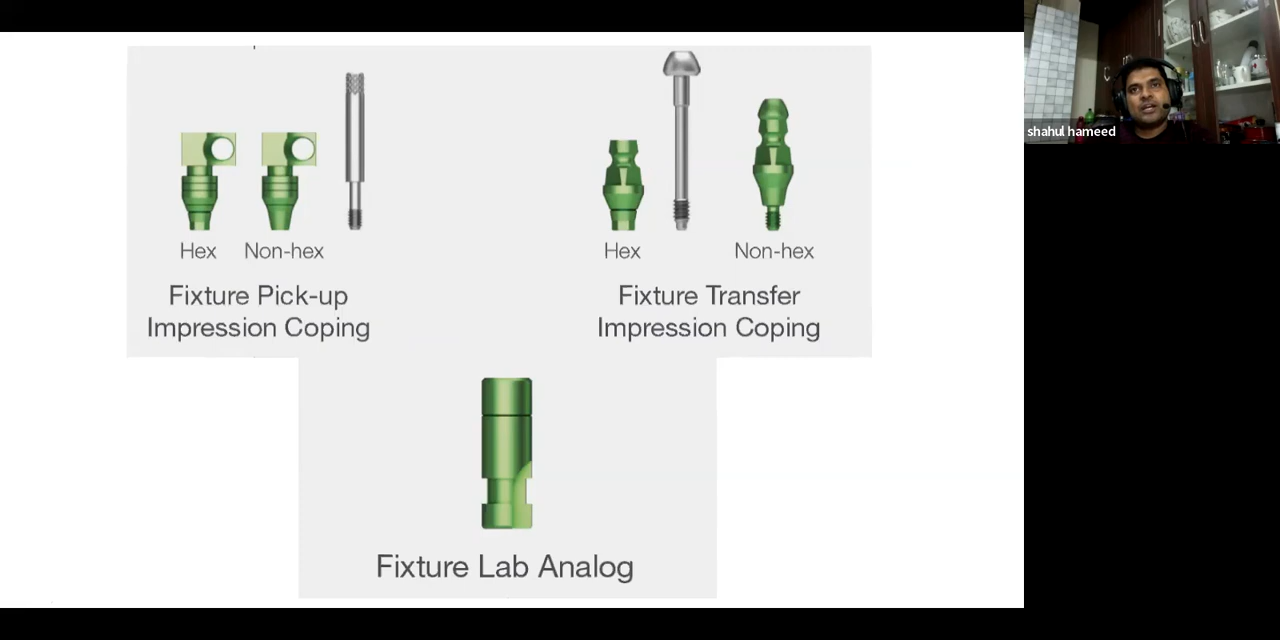 shahul hameed
Hex
Non-hex
Hex
Non-hex
Fixture Pick-up
Impression Coping
Fixture Transfer
Impression Coping
Fixture Lab Analog